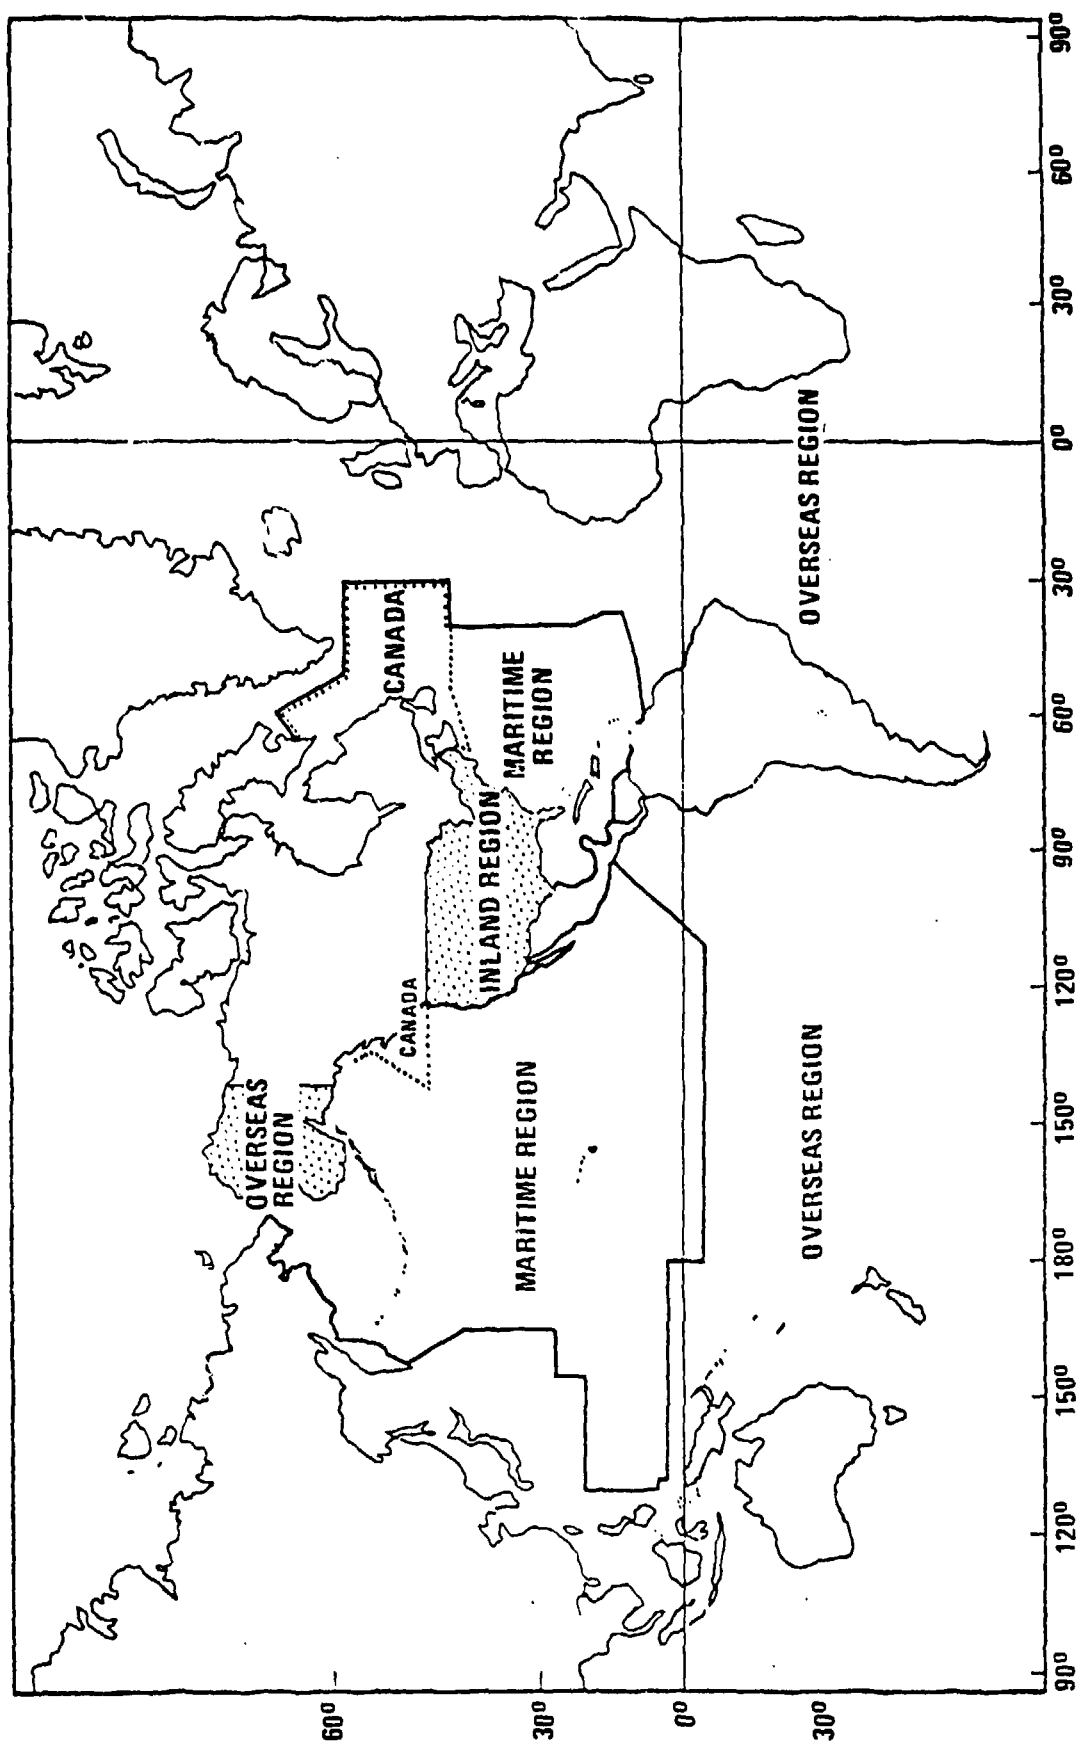 OVERSEAS
REGION
CANADA
CANADA
INLAND REGION
MARITIME
REGION
MARITIME REGION
OVERSEAS REGION
OVERSEAS REGION
60°
30°
0°
30°
90°
120°
150°
180°
150°
120°
90°
60°
30°
0°
30°
60°
90°